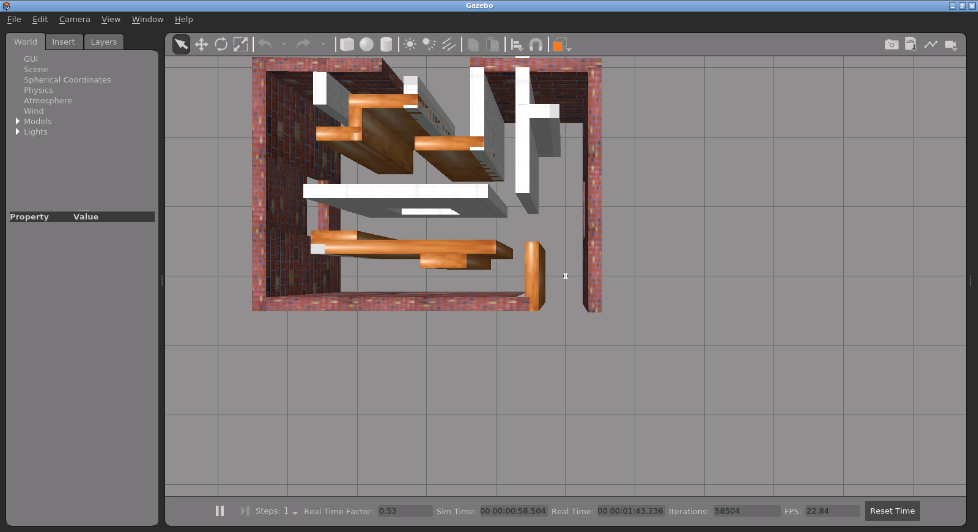 Gazebo
File Edit Camera View Window Help
World Insert Layers
GUI
Scene
Spherical Coordinates
Physics
Atmosphere
Wind
Models
Lights
Property Value
Steps: 1 Real Time Factor: 0.53 Sim Time: 00 00:00:58.504 Real Time: 00 00:01:43.236 Iterations: 58504 FPS: 22.84 Reset Time